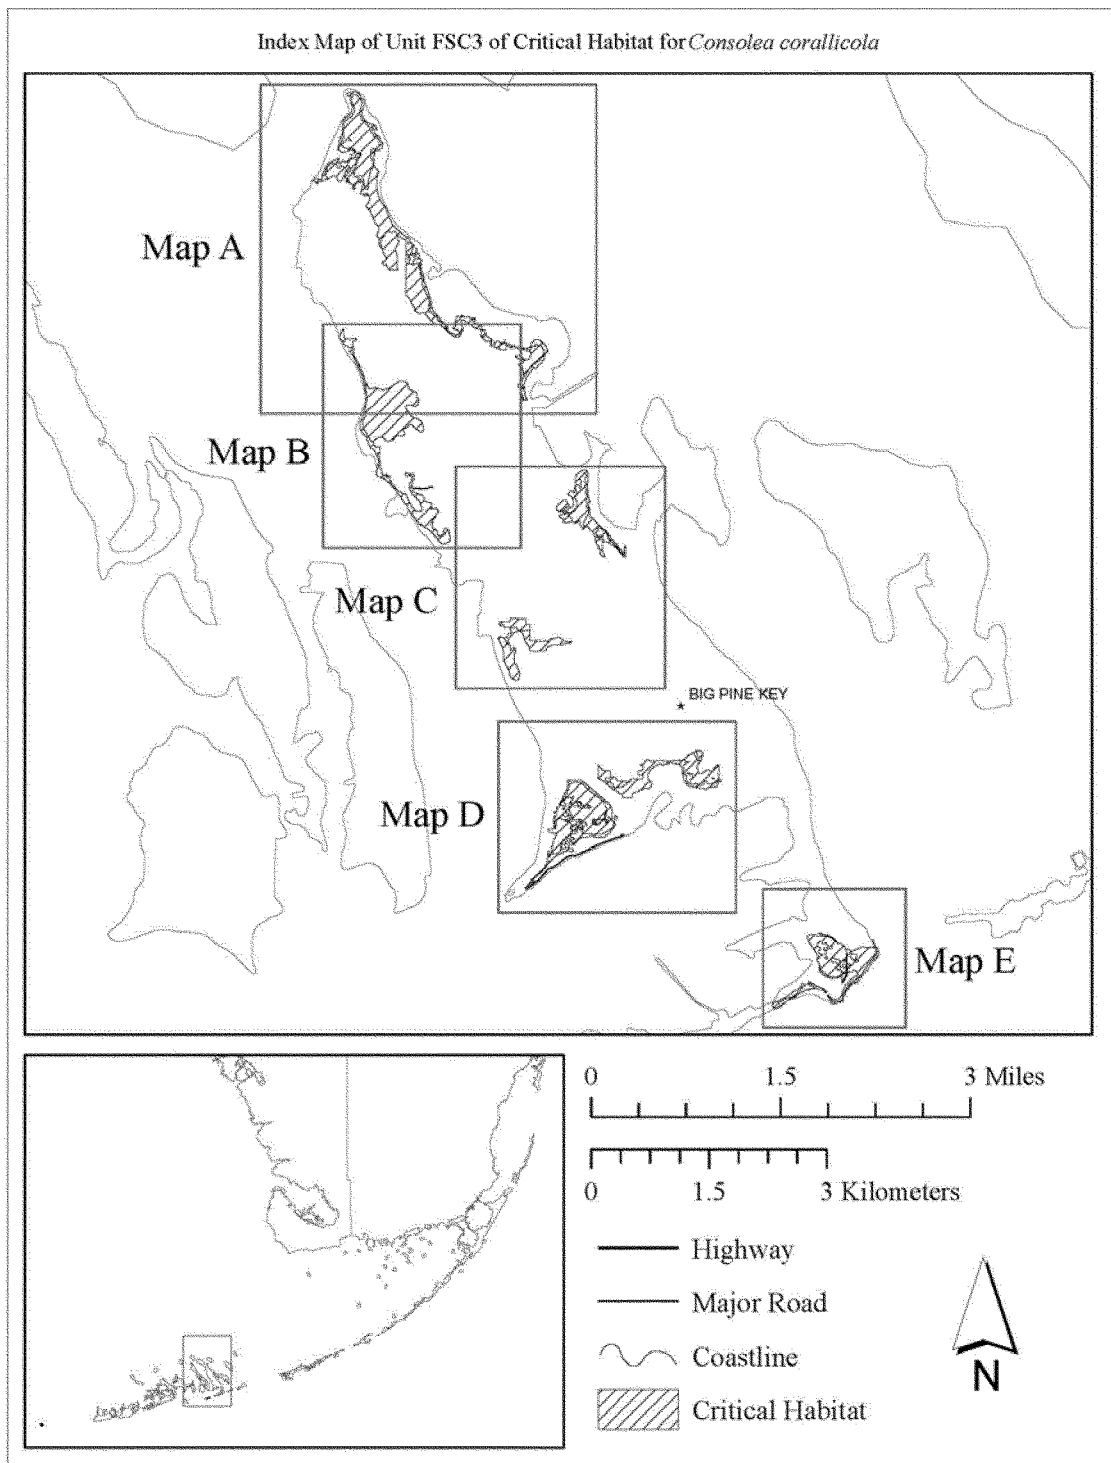 Index Map of Unit FSC3 of Critical Habitat for Consolea corallicola
Map A
Map B
Map C
BIG PINE KEY
Map D
Map E
0 1.5 3 Miles
0 1.5 3 Kilometers
Highway
Major Road
Coastline
Critical Habitat
N